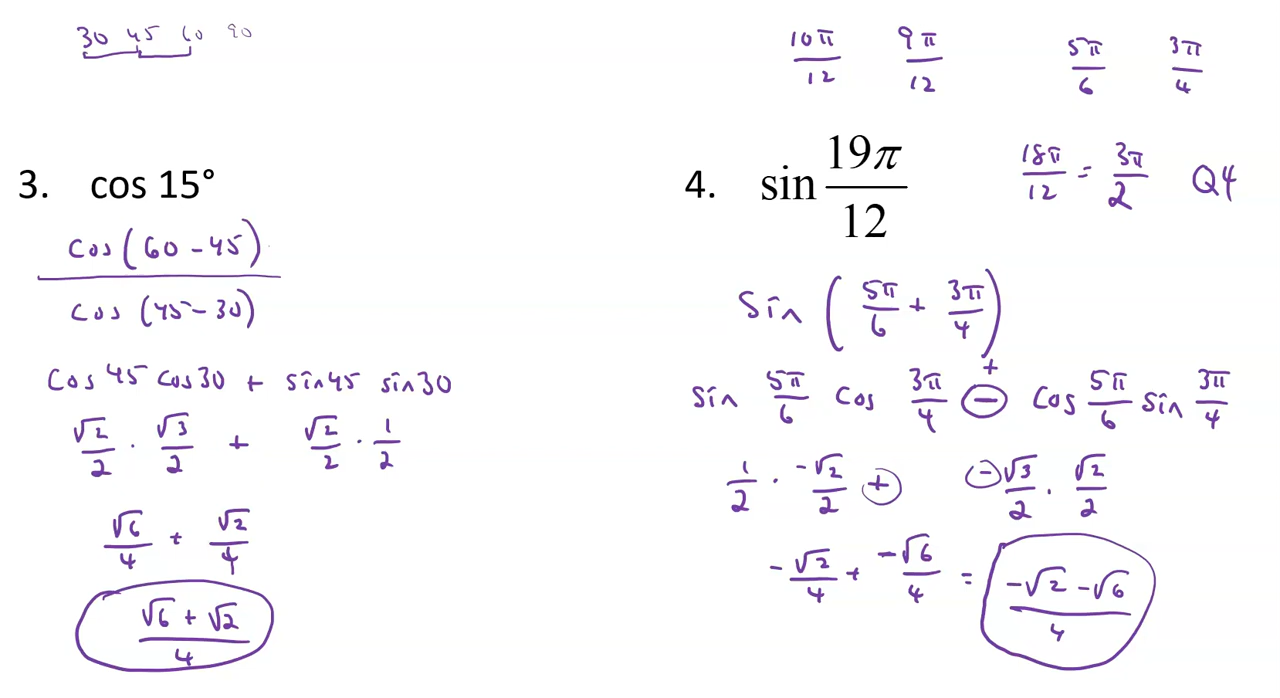 30 45 60 90
3. cos 15°
cos(60 - 45)
cos(45 - 30)
cos 45 cos 30 + sin 45 sin 30
√2/2 · √3/2 + √2/2 · 1/2
√6/4 + √2/4
(√6 + √2)/4
10π/12 9π/12 5π/6 3π/4
4. sin 19π/12
18π/12 = 3π/2 Q4
sin(5π/6 + 3π/4)
+
sin 5π/6 cos 3π/4 − cos 5π/6 sin 3π/4
1/2 · -√2/2 + -√3/2 · √2/2
-√2/4 + -√6/4 = (-√2 - √6)/4